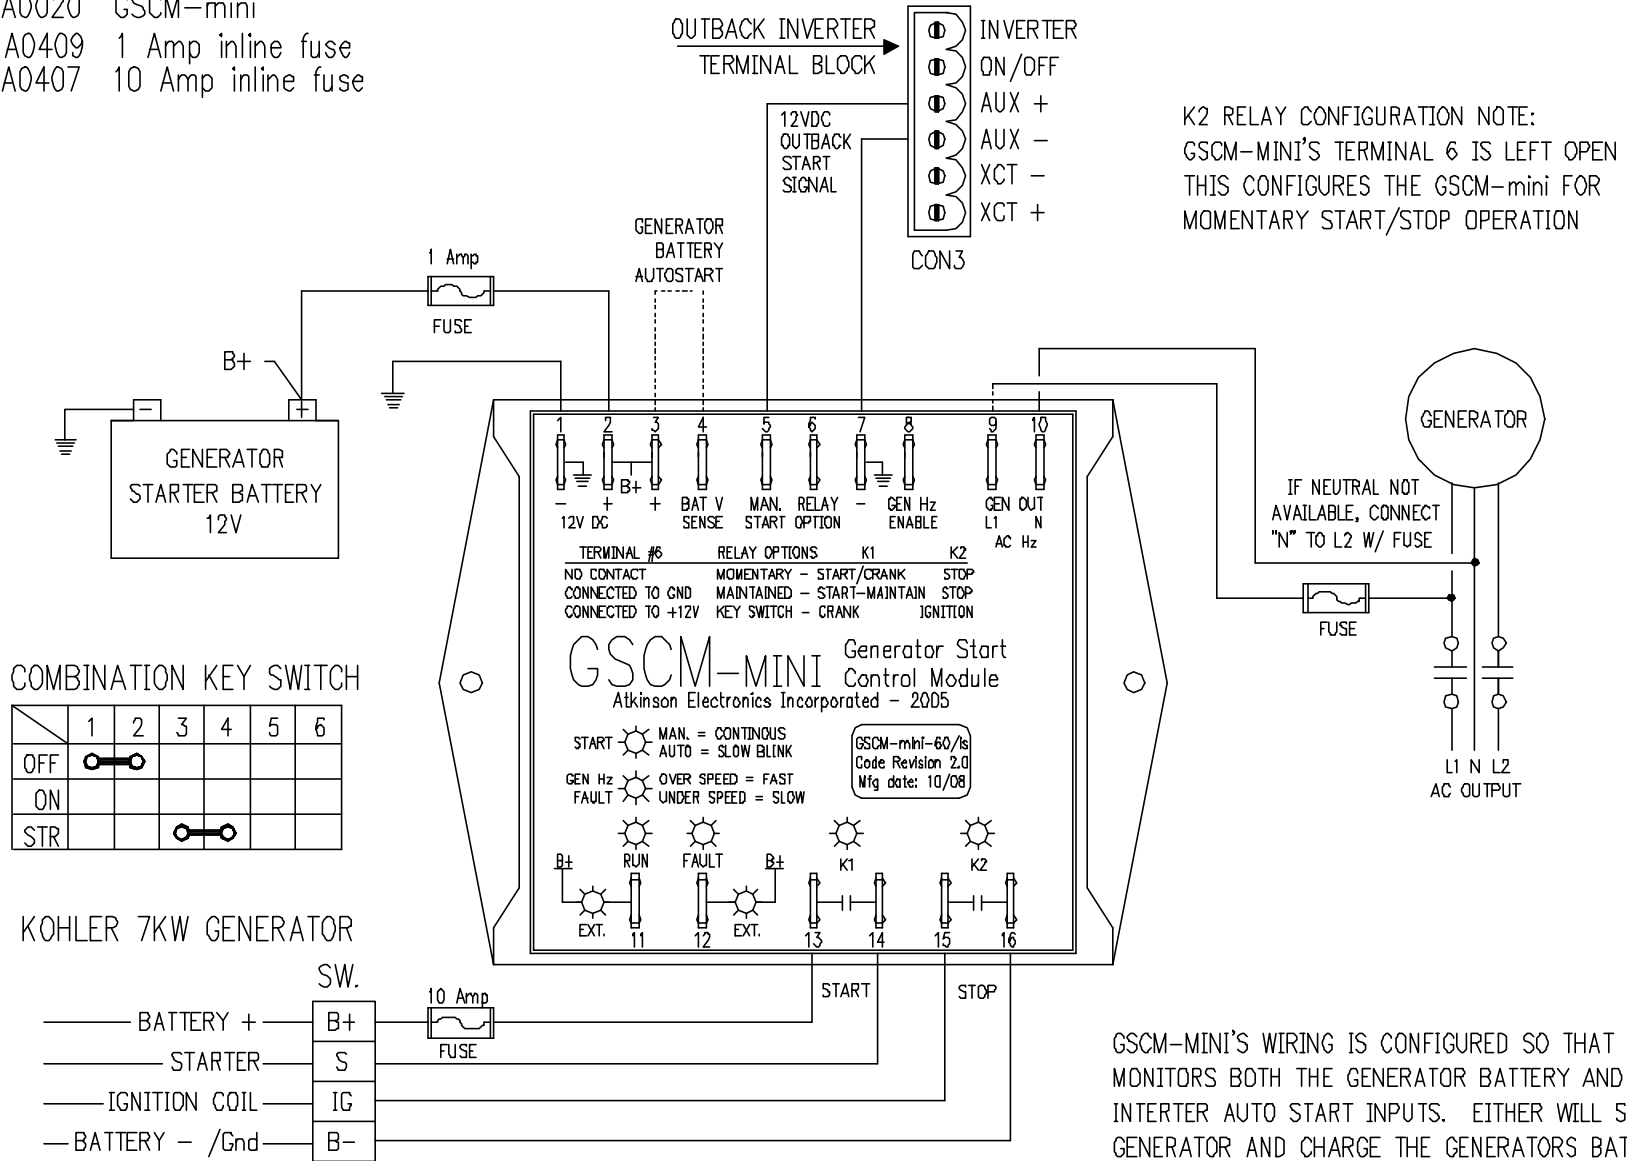 A0020 GSCM-mini
A0409 1 Amp inline fuse
A0407 10 Amp inline fuse
OUTBACK INVERTER
TERMINAL BLOCK
INVERTER
ON/OFF
AUX +
AUX -
XCT -
XCT +
CON3
12VDC
OUTBACK
START
SIGNAL
K2 RELAY CONFIGURATION NOTE:
GSCM-MINI'S TERMINAL 6 IS LEFT OPEN
THIS CONFIGURES THE GSCM-mini FOR
MOMENTARY START/STOP OPERATION
GENERATOR
BATTERY
AUTOSTART
1 Amp
FUSE
B+
- +
GENERATOR
STARTER BATTERY
12V
1 2 3 4 5 6 7 8 9 10
B+
- + + BAT V MAN. RELAY - GEN Hz GEN OUT
12V DC SENSE START OPTION ENABLE L1 N
AC Hz
TERMINAL #6 RELAY OPTIONS K1 K2
NO CONTACT MOMENTARY - START/CRANK STOP
CONNECTED TO GND MAINTAINED - START-MAINTAIN STOP
CONNECTED TO +12V KEY SWITCH - CRANK IGNITION
GSCM-MINI Generator Start
Control Module
Atkinson Electronics Incorporated - 2005
START MAN. = CONTINOUS
AUTO = SLOW BLINK
GEN Hz OVER SPEED = FAST
FAULT UNDER SPEED = SLOW
GSCM-mini-60/ls
Code Revision 2.0
Mfg date: 10/08
RUN FAULT K1 K2
B+ B+
EXT. 11 12 EXT. 13 14 15 16
GENERATOR
IF NEUTRAL NOT
AVAILABLE, CONNECT
"N" TO L2 W/ FUSE
FUSE
L1 N L2
AC OUTPUT
COMBINATION KEY SWITCH
1 2 3 4 5 6
OFF
ON
STR
KOHLER 7KW GENERATOR
SW.
BATTERY + B+
STARTER S
IGNITION COIL IG
BATTERY - /Gnd B-
10 Amp
FUSE
START
STOP
GSCM-MINI'S WIRING IS CONFIGURED SO THAT
MONITORS BOTH THE GENERATOR BATTERY AND
INTERTER AUTO START INPUTS. EITHER WILL S
GENERATOR AND CHARGE THE GENERATORS BAT